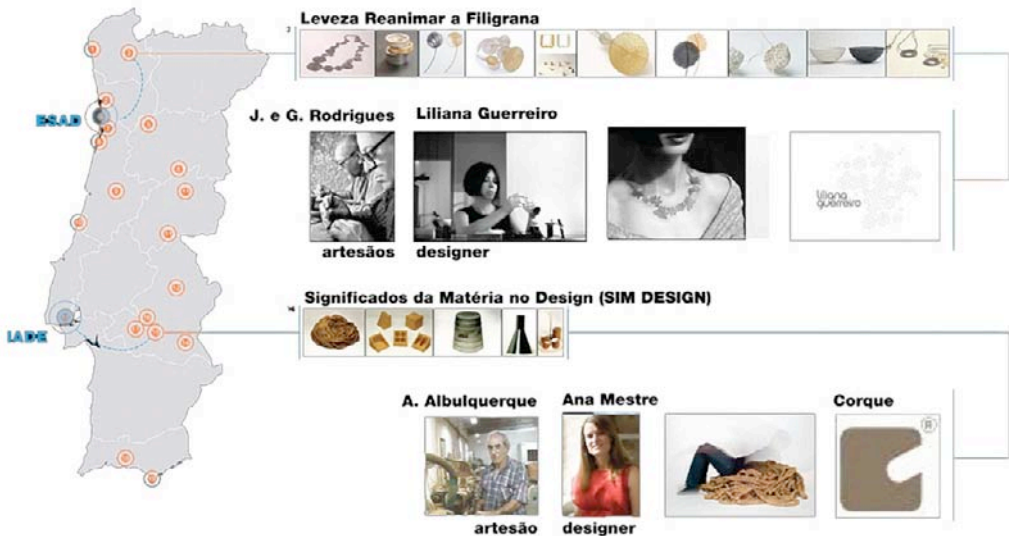 Leveza Reanimar a Filigrana
ESAD
J. e G. Rodrigues
Liliana Guerreiro
liliana
guerreiro
artesãos
designer
Significados da Matéria no Design (SIM DESIGN)
IADE
A. Albulquerque
Ana Mestre
Corque
artesão
designer